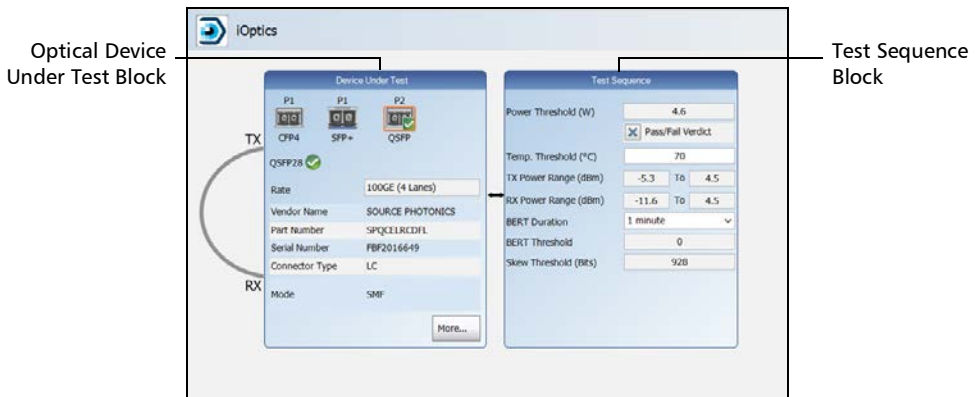 iOptics
Optical Device
Under Test Block
Test Sequence
Block
Device Under Test
P1 P1 P2
CFP4 SFP+ QSFP
TX
QSFP28
Rate 100GE (4 Lanes)
Vendor Name SOURCE PHOTONICS
Part Number SPQCELRCDFL
Serial Number FBF2016649
Connector Type LC
RX
Mode SMF
More...
Test Sequence
Power Threshold (W) 4.6
Pass/Fail Verdict
Temp. Threshold (°C) 70
TX Power Range (dBm) -5.3 To 4.5
RX Power Range (dBm) -11.6 To 4.5
BERT Duration 1 minute
BERT Threshold 0
Skew Threshold (Bits) 928